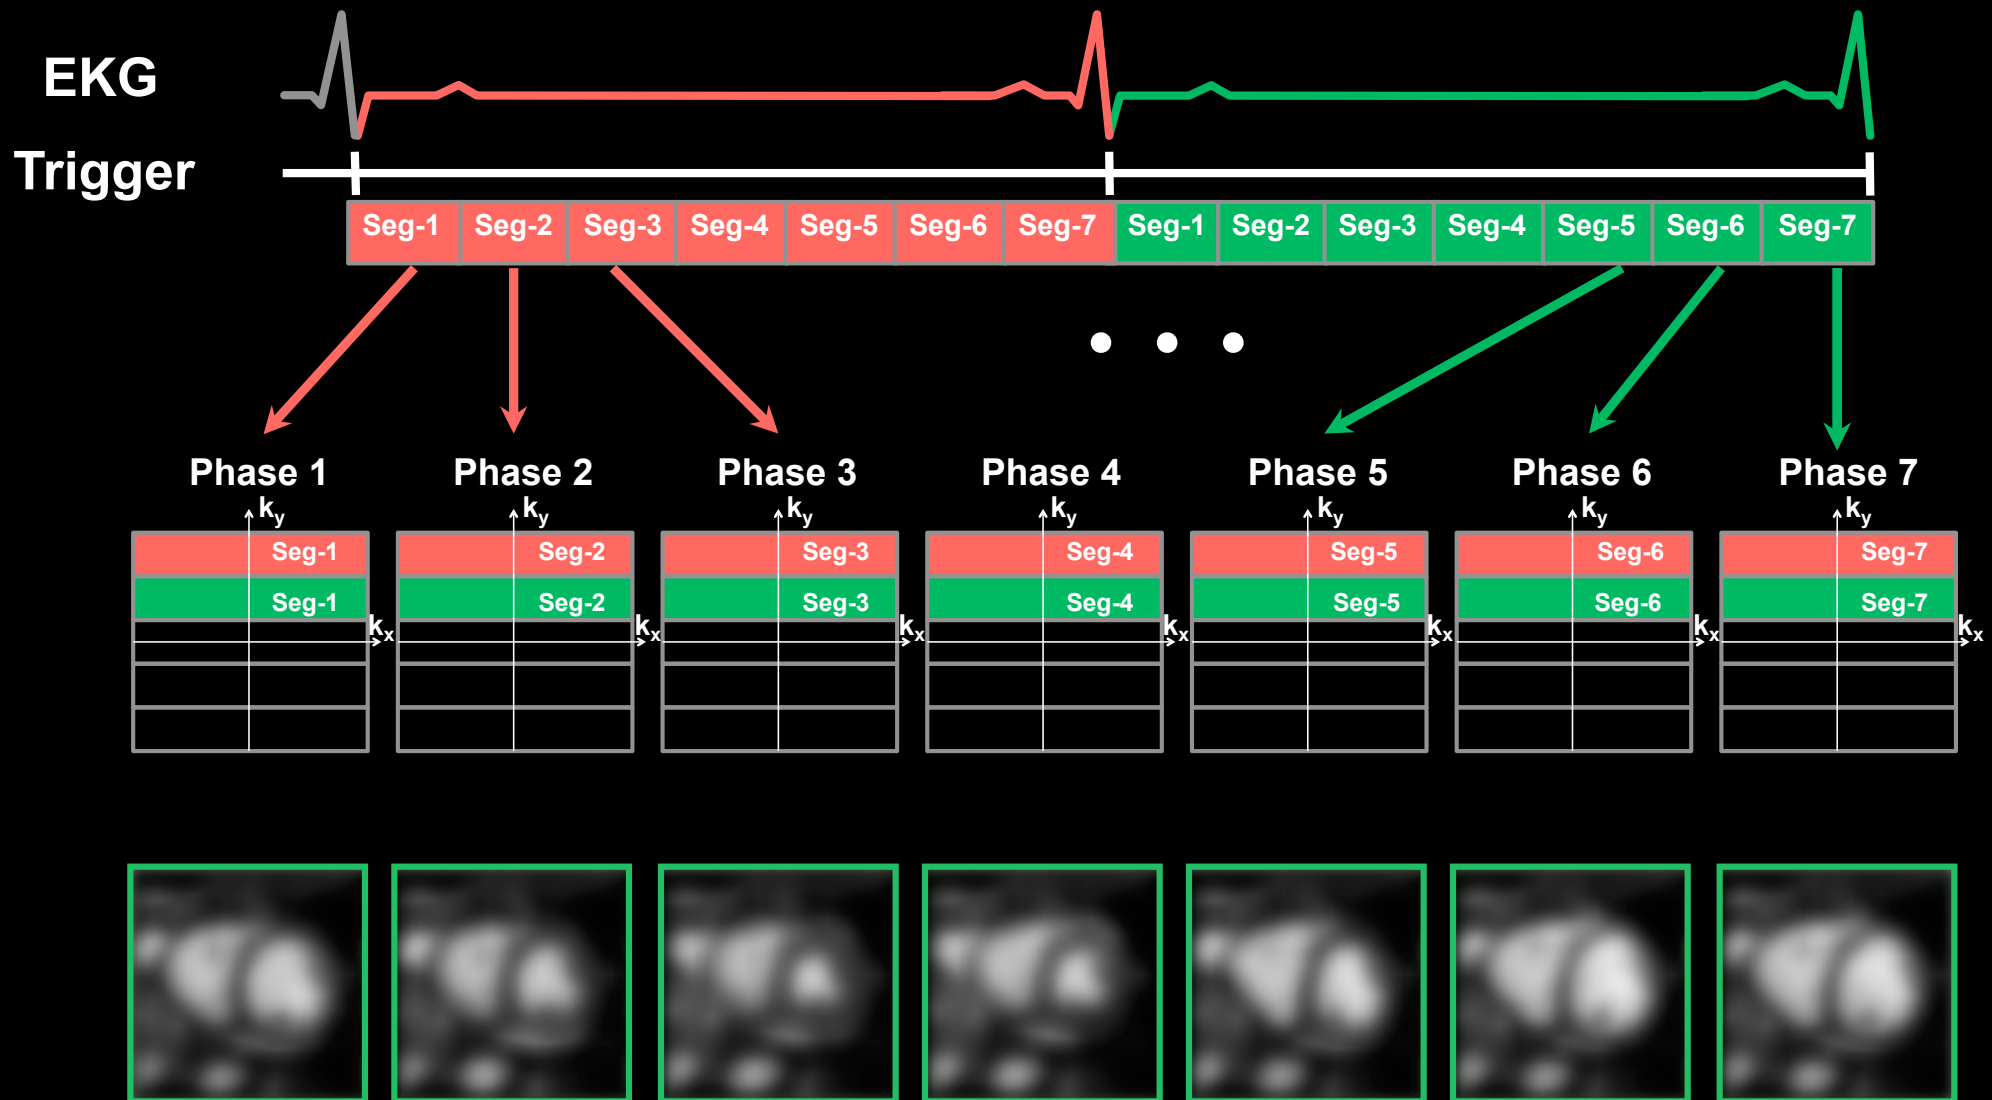 EKG
Trigger
Seg-1 Seg-2 Seg-3 Seg-4 Seg-5 Seg-6 Seg-7 Seg-1 Seg-2 Seg-3 Seg-4 Seg-5 Seg-6 Seg-7
Phase 1 Phase 2 Phase 3 Phase 4 Phase 5 Phase 6 Phase 7
ky ky ky ky ky ky ky
Seg-1 Seg-2 Seg-3 Seg-4 Seg-5 Seg-6 Seg-7
Seg-1 Seg-2 Seg-3 Seg-4 Seg-5 Seg-6 Seg-7
kx kx kx kx kx kx kx